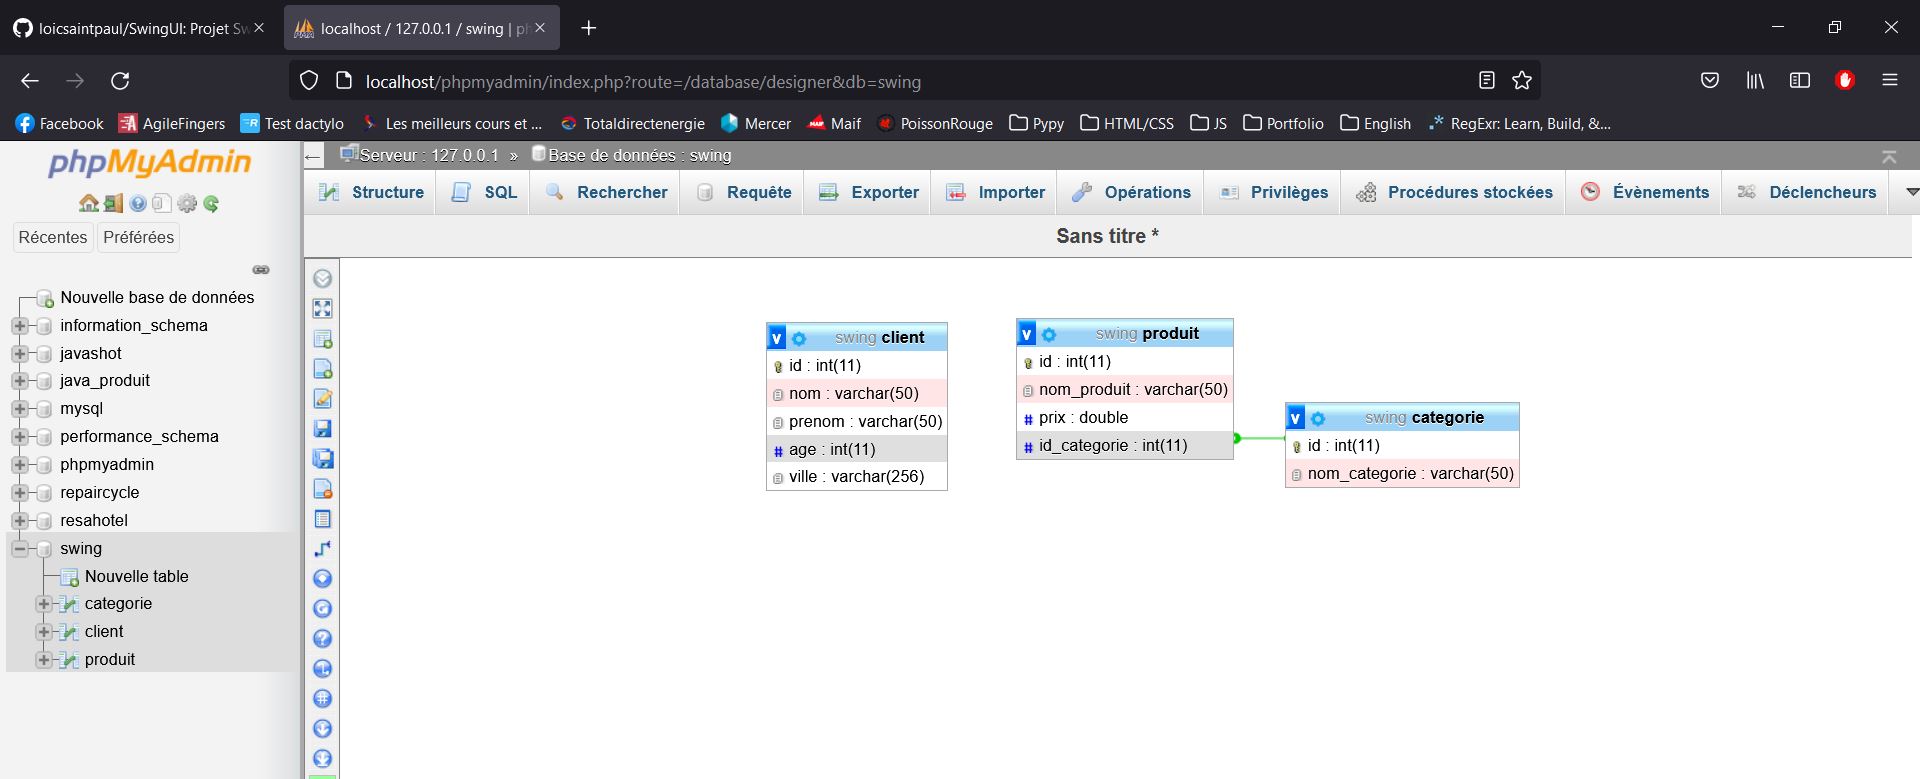 loicsaintpaul/SwingUI: Projet Sw
localhost / 127.0.0.1 / swing | ph
localhost/phpmyadmin/index.php?route=/database/designer&db=swing
Facebook AgileFingers Test dactylo Les meilleurs cours et ... Totaldirectenergie Mercer Maif PoissonRouge Pypy HTML/CSS JS Portfolio English RegExr: Learn, Build, &...
phpMyAdmin
Récentes Préférées
Nouvelle base de données
information_schema
javashot
java_produit
mysql
performance_schema
phpmyadmin
repaircycle
resahotel
swing
Nouvelle table
categorie
client
produit
Serveur : 127.0.0.1 » Base de données : swing
Structure SQL Rechercher Requête Exporter Importer Opérations Privilèges Procédures stockées Évènements Déclencheurs
Sans titre *
v swing client
id : int(11)
nom : varchar(50)
prenom : varchar(50)
# age : int(11)
ville : varchar(256)
v swing produit
id : int(11)
nom_produit : varchar(50)
# prix : double
# id_categorie : int(11)
v swing categorie
id : int(11)
nom_categorie : varchar(50)